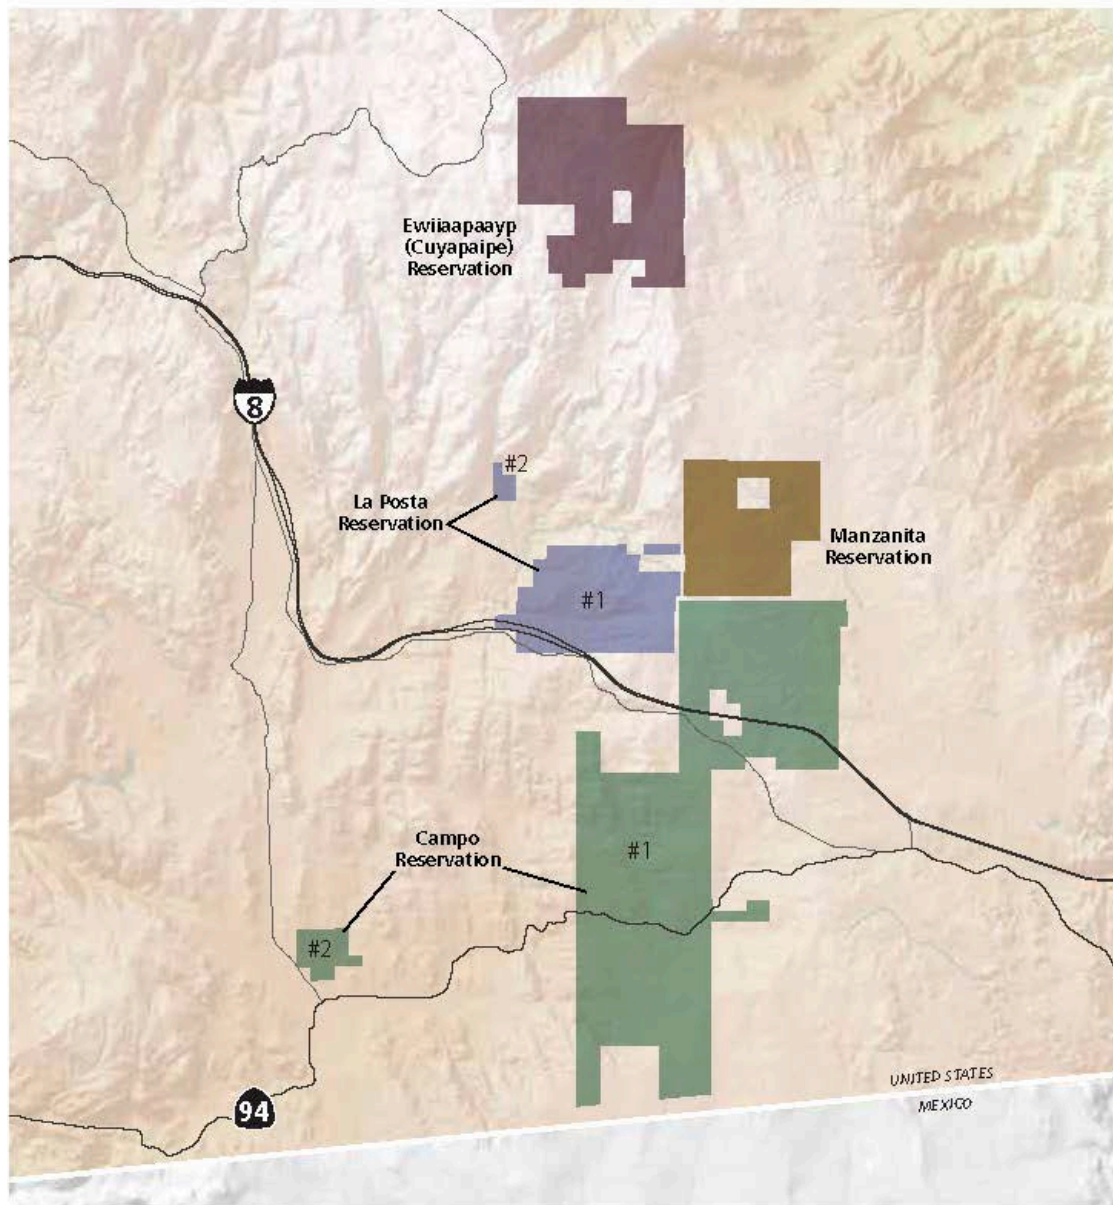 Ewiiaapaayp
(Cuyapaipe)
Reservation
8
#2
La Posta
Reservation
Manzanita
Reservation
#1
Campo
Reservation
#1
#2
UNITED STATES
MEXICO
94